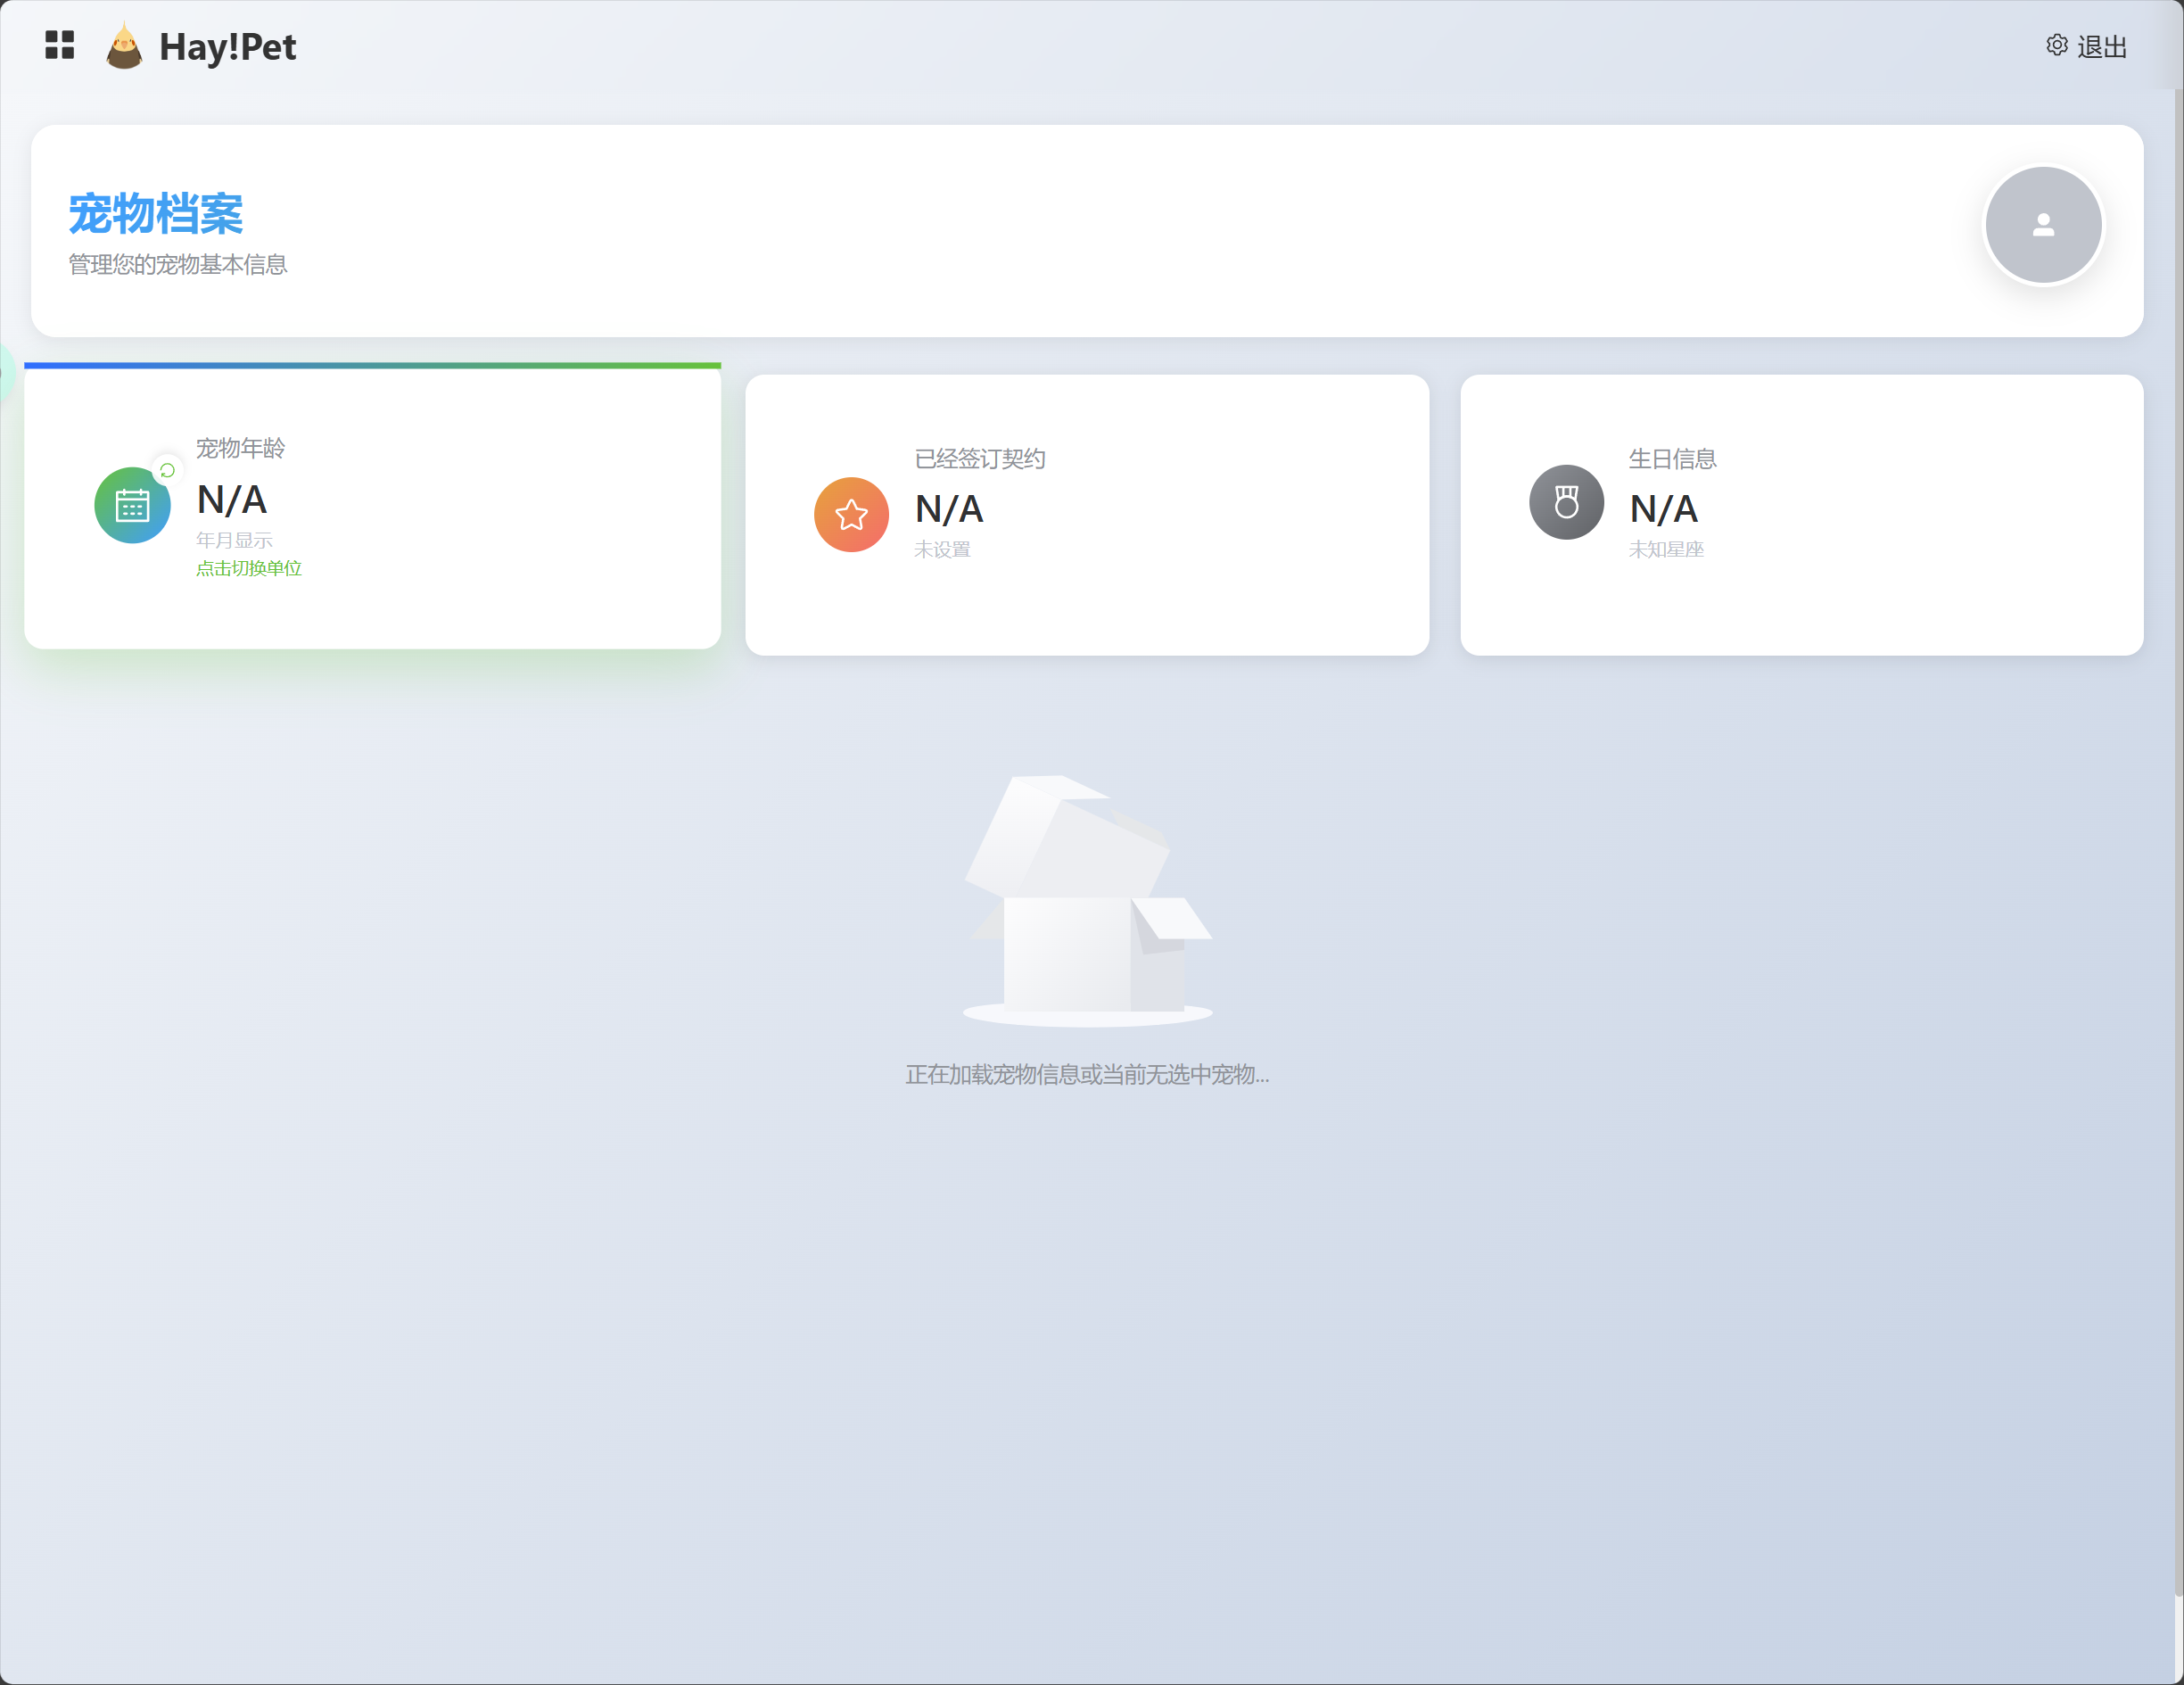 Hay!Pet
退出
宠物档案
管理您的宠物基本信息
宠物年龄
N/A
年月显示
点击切换单位
已经签订契约
N/A
未设置
生日信息
N/A
未知星座
正在加载宠物信息或当前无选中宠物...